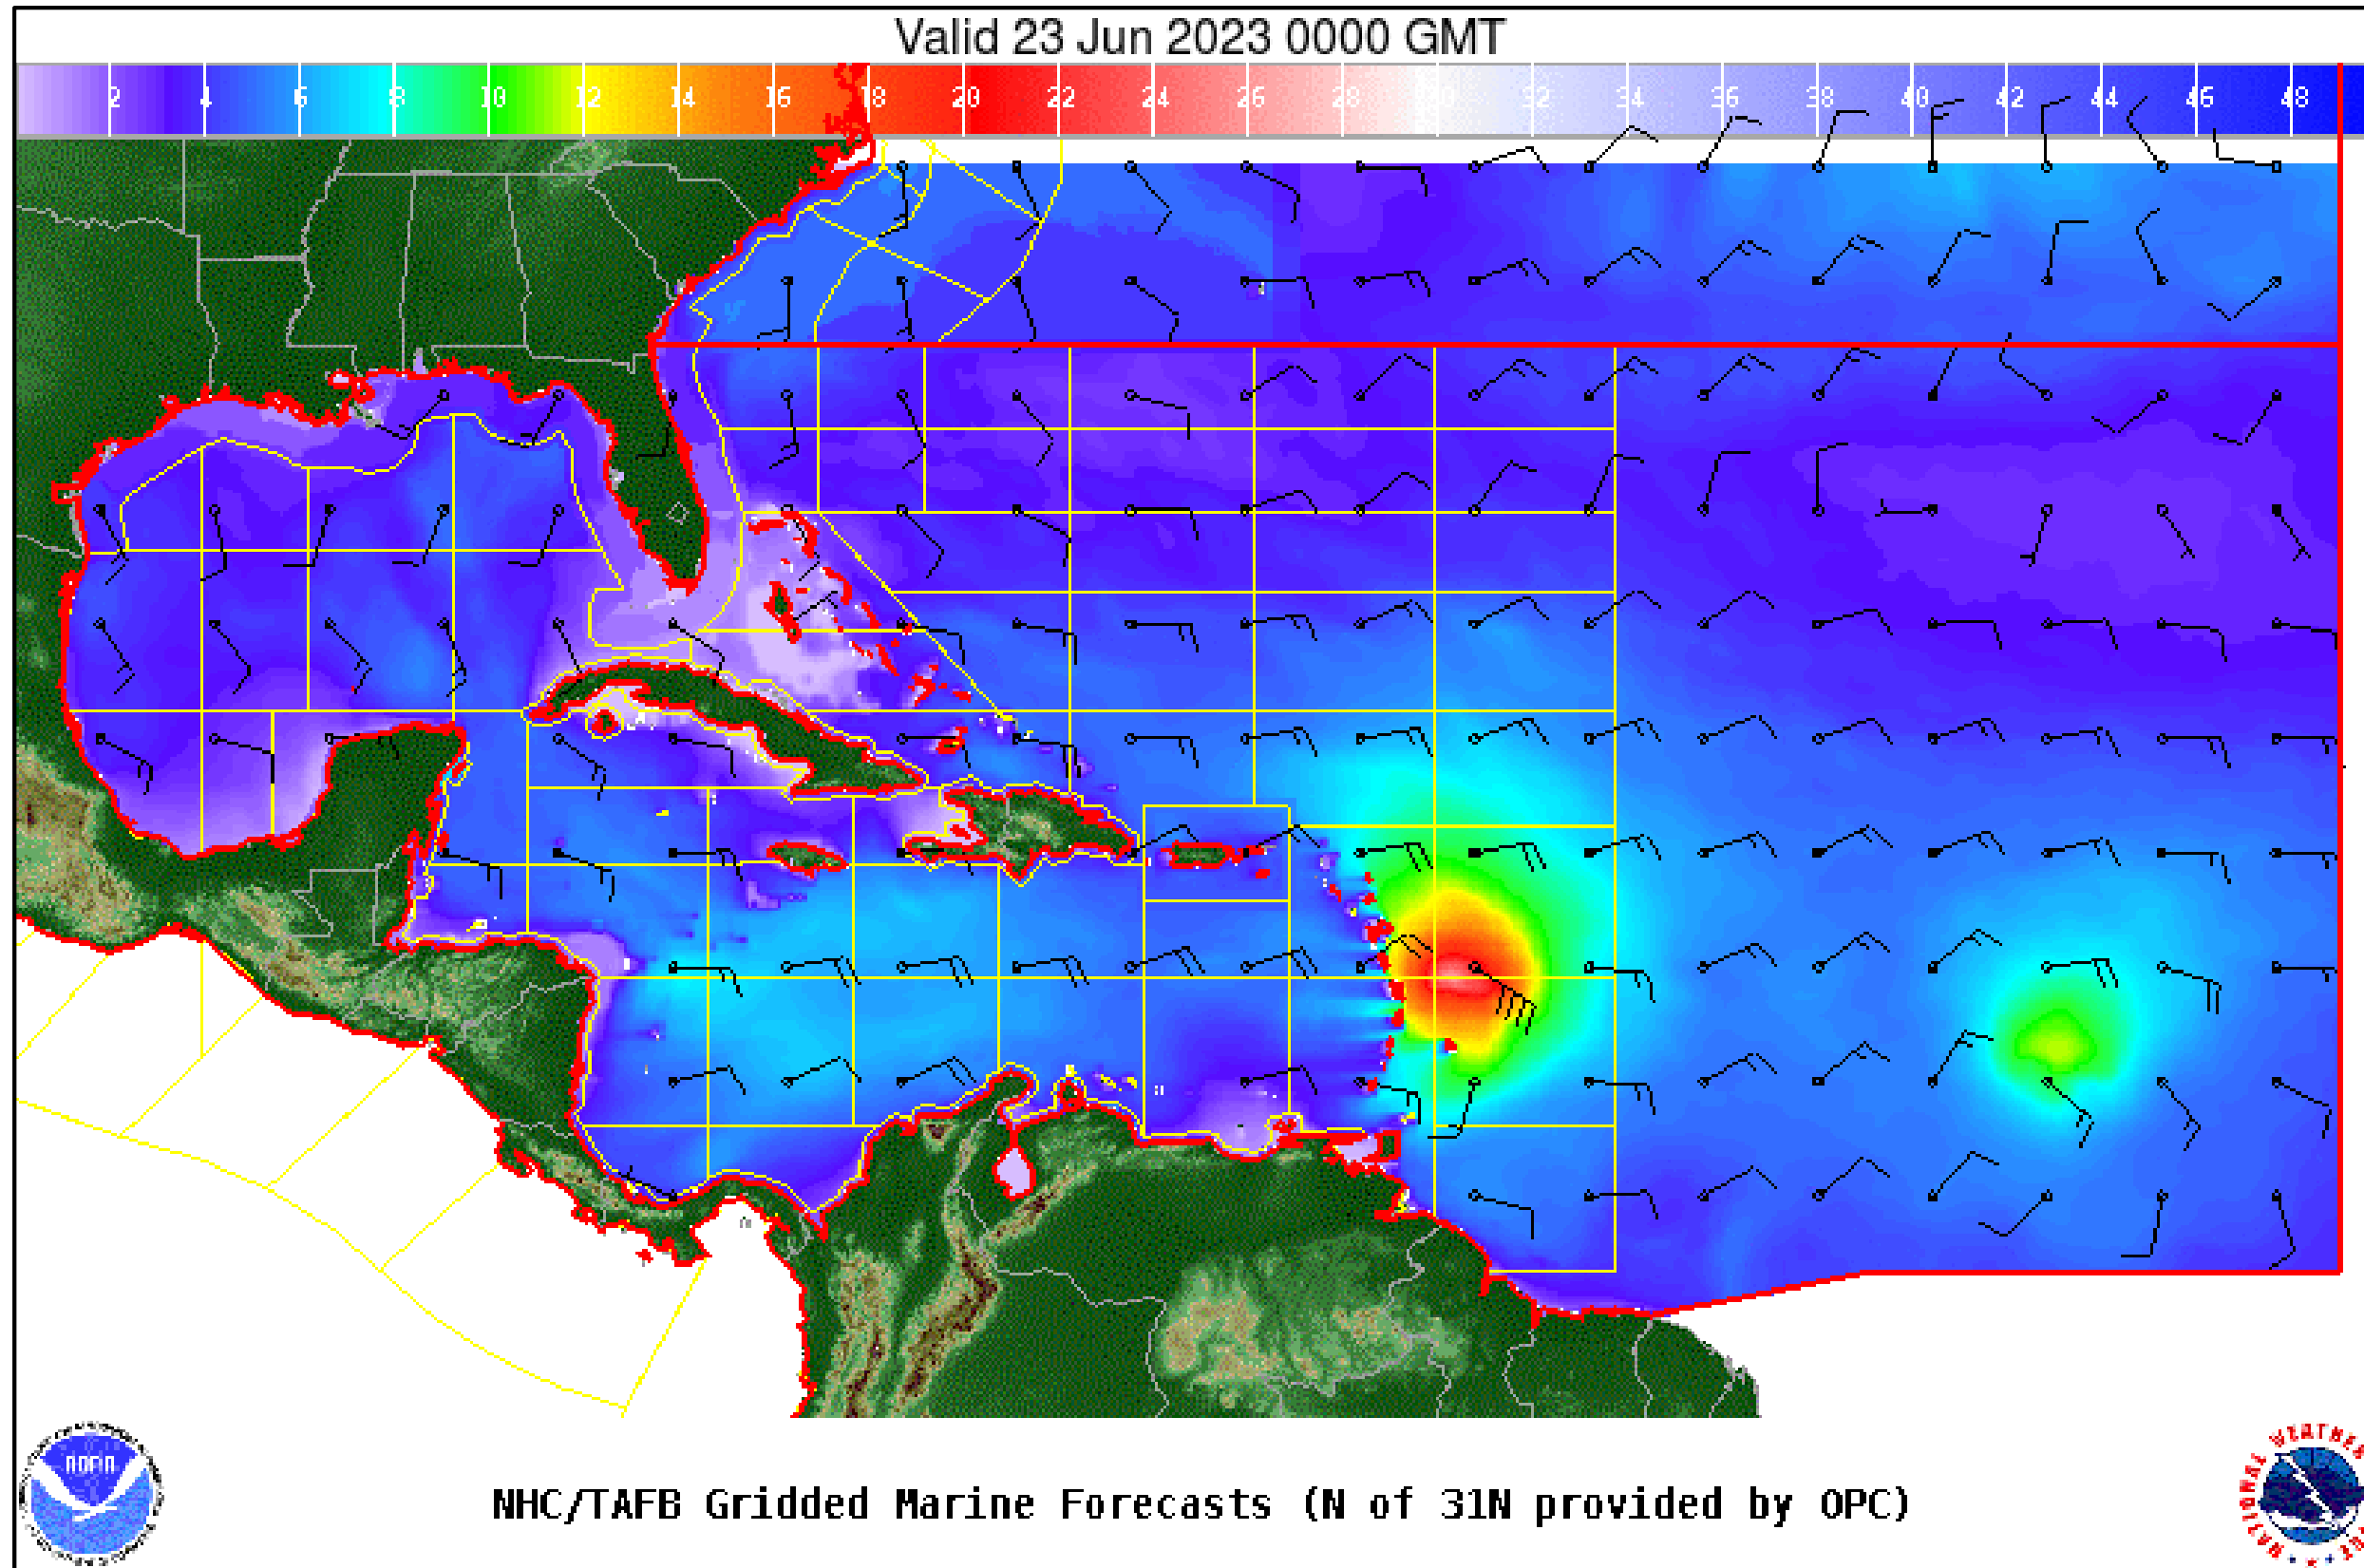 Valid 23 Jun 2023 0000 GMT
2 4 6 8 10 12 14 16 18 20 22 24 26 28 30 32 34 36 38 40 42 44 46 48
NHC/TAFB Gridded Marine Forecasts (N of 31N provided by OPC)